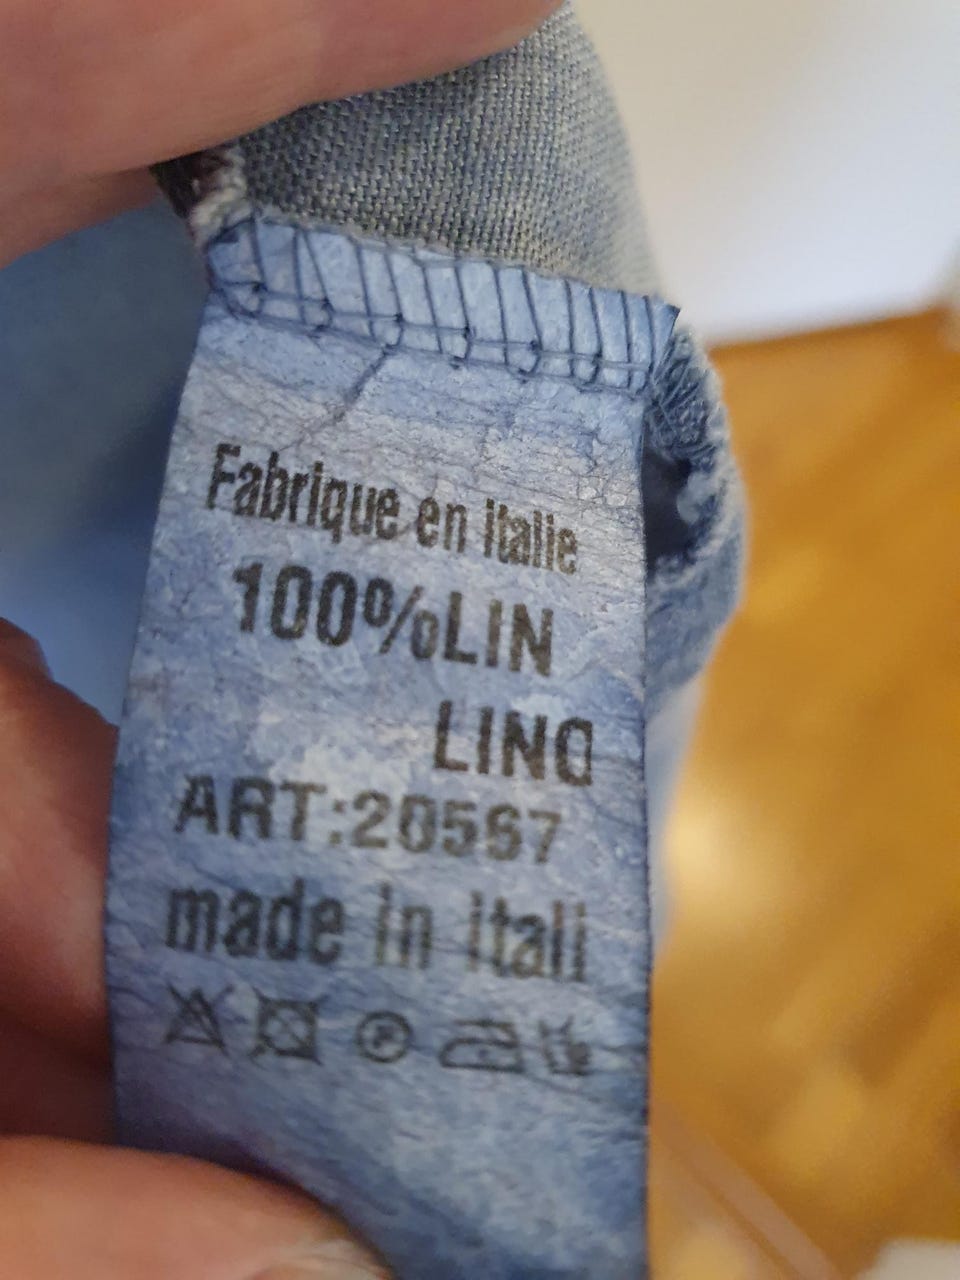 Fabrique en italie
100%LIN
LINO
ART:20567
made in itali
P